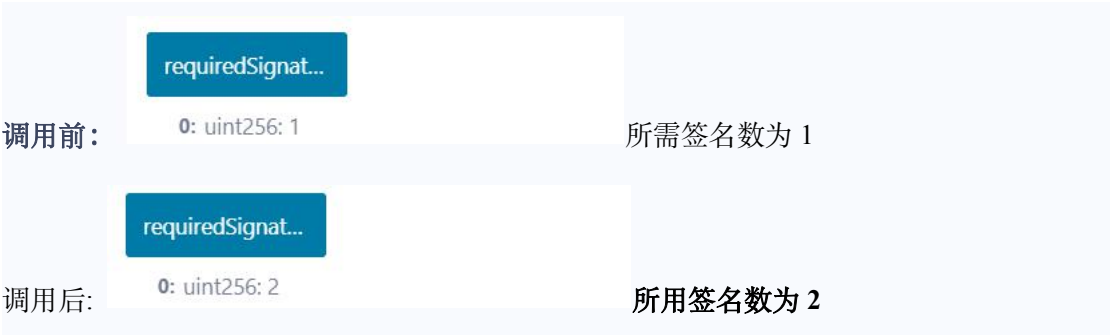 requiredSignat...
0: uint256: 1
调用前： 所需签名数为 1
requiredSignat...
0: uint256: 2
调用后: 所用签名数为 2